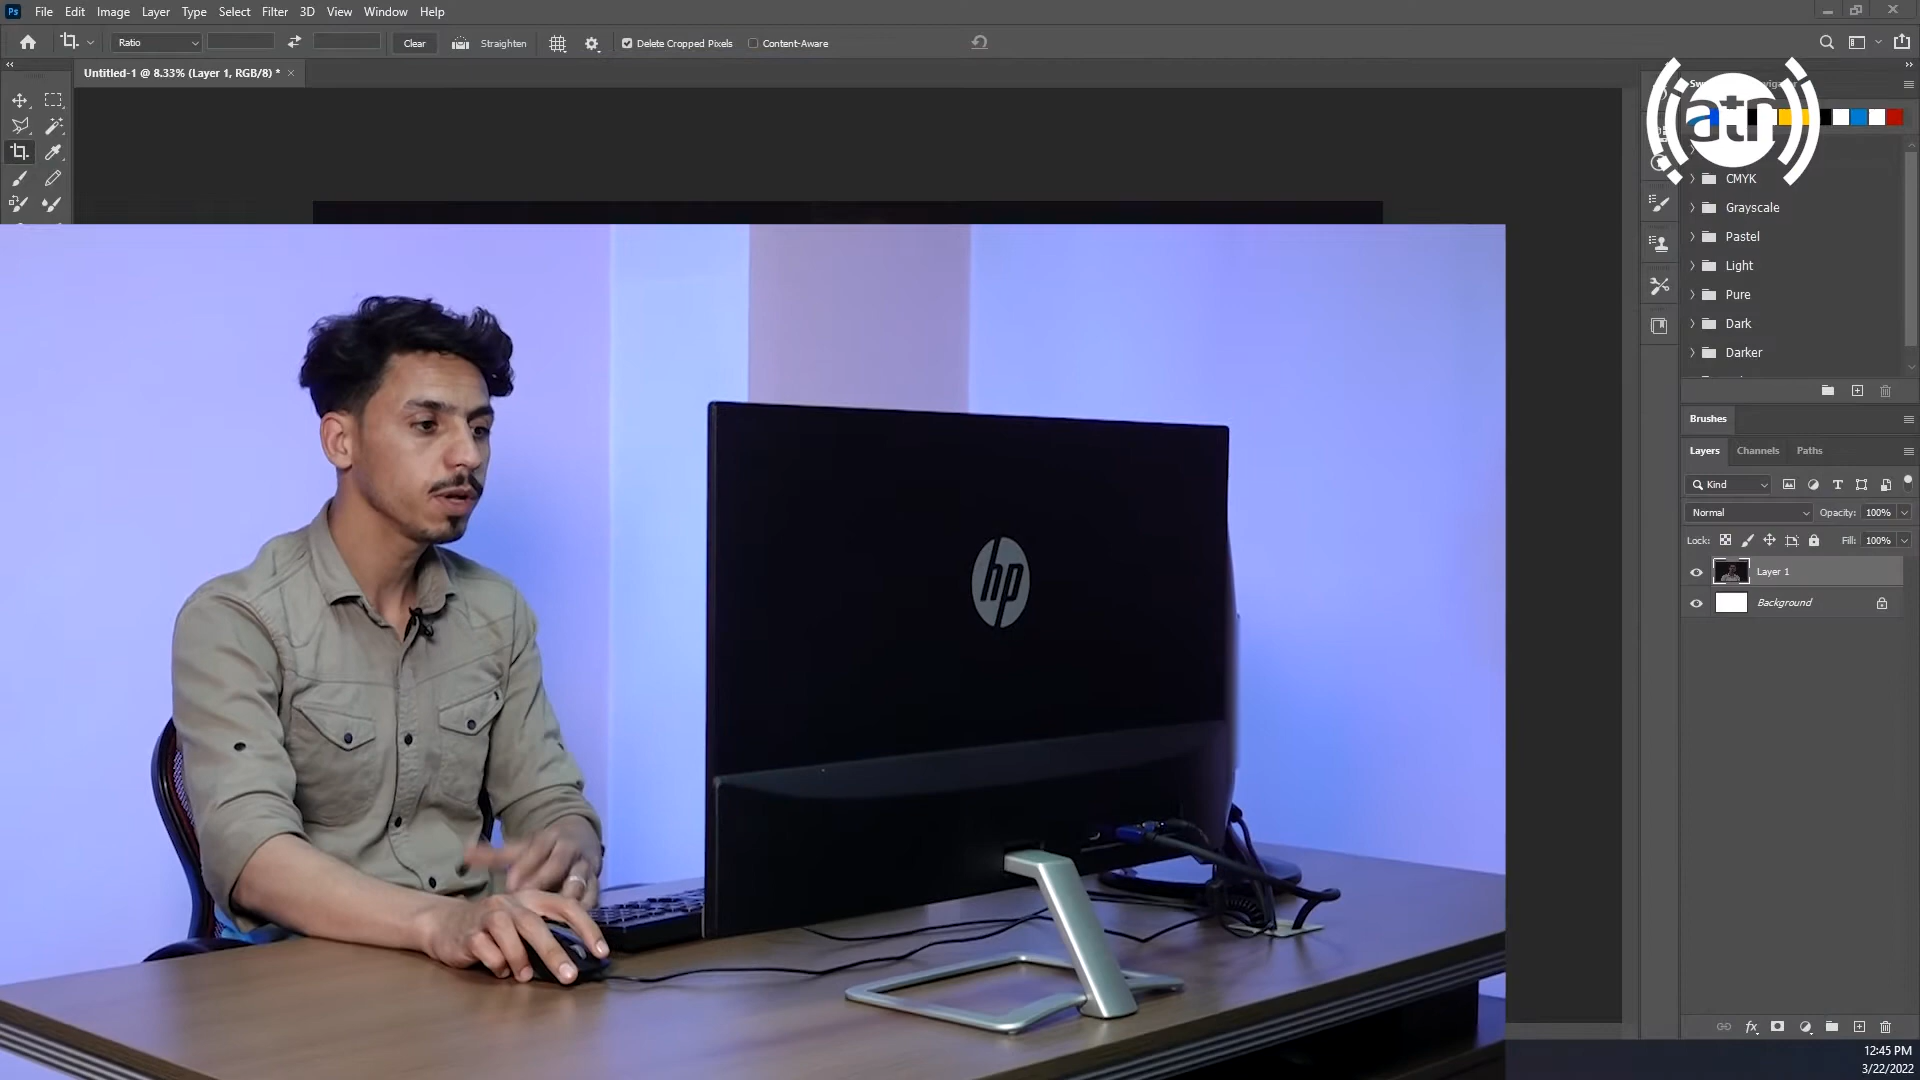 Ps File Edit Image Layer Type Select Filter 3D View Window Help
Ratio Clear Straighten Delete Cropped Pixels Content-Aware
Untitled-1 @ 8.33% (Layer 1, RGB/8) *
atn
CMYK
Grayscale
Pastel
Light
Pure
Dark
Darker
Brushes
Layers Channels Paths
Kind
Normal Opacity: 100%
Lock: Fill: 100%
Layer 1
Background
fx
hp
12:45 PM
3/22/2022